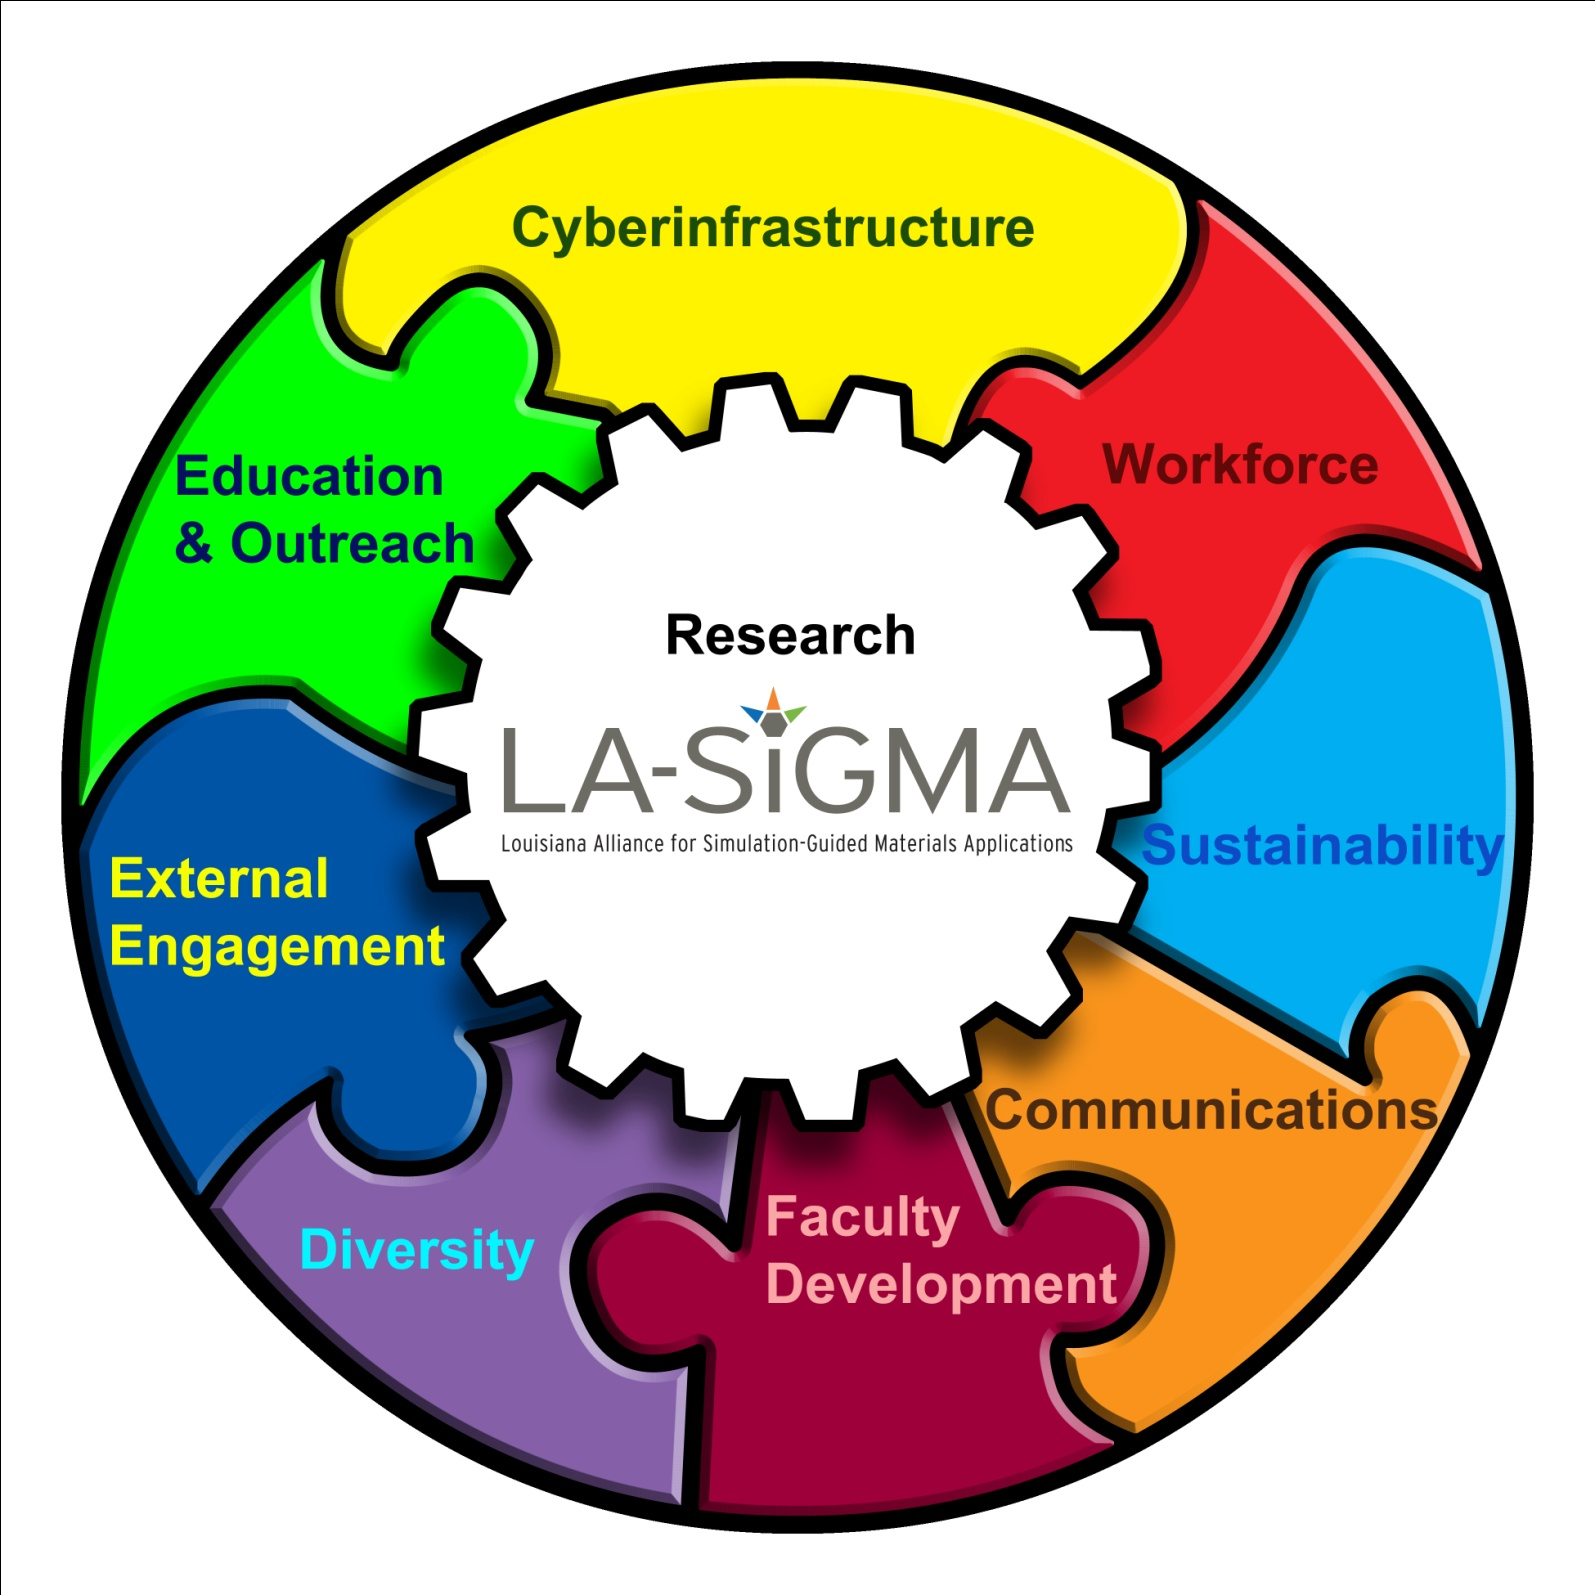 Cyberinfrastructure
Workforce
Education
& Outreach
Research
LA-SiGMA
Louisiana Alliance for Simulation-Guided Materials Applications
Sustainability
External
Engagement
Communications
Faculty
Development
Diversity